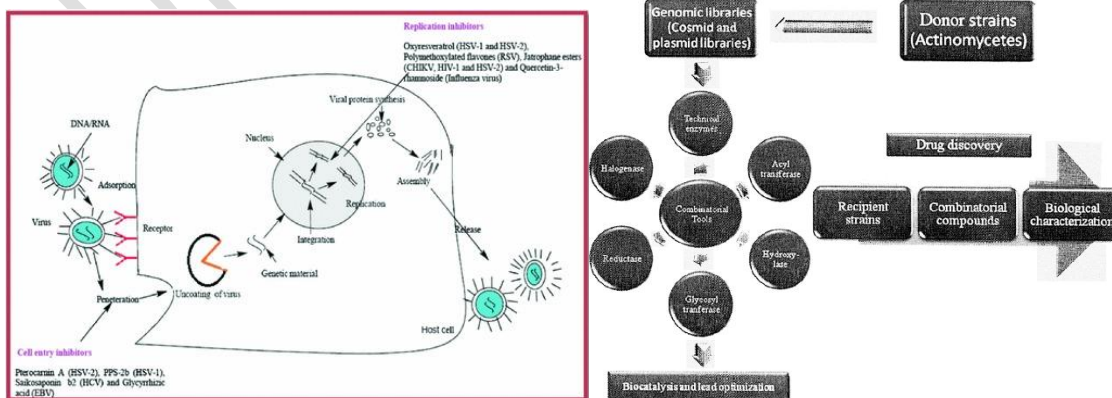 Replication inhibitors
Oxyresveratrol (HSV-1 and HSV-2),
Polymethoxylated flavones (RSV), Jatrophane esters
(CHIKV, HIV-1 and HSV-2) and Quercetin-3-
rhamnoside (Influenza virus)
Viral protein synthesis
DNA/RNA
Nucleus
Adsorption
Assembly
Replication
Virus
Receptor
Integration
Release
Genetic material
Peneteration
Uncoating of virus
Host cell
Cell entry inhibitors
Pterocarnin A (HSV-2), PPS-2b (HSV-1),
Saikosaponin b2 (HCV) and Glycyrrhizic
acid (EBV)
Genomic libraries
(Cosmid and
plasmid libraries)
Donor strains
(Actinomycetes)
Technical
enzymes
Drug discovery
Halogenase
Acyl
tranferase
Combinatorial
Tools
Recipient
strains
Combinatorial
compounds
Biological
characterization
Reductase
Hydroxy-
lase
Glycosyl
tranferase
Biocatalysis and lead optimization